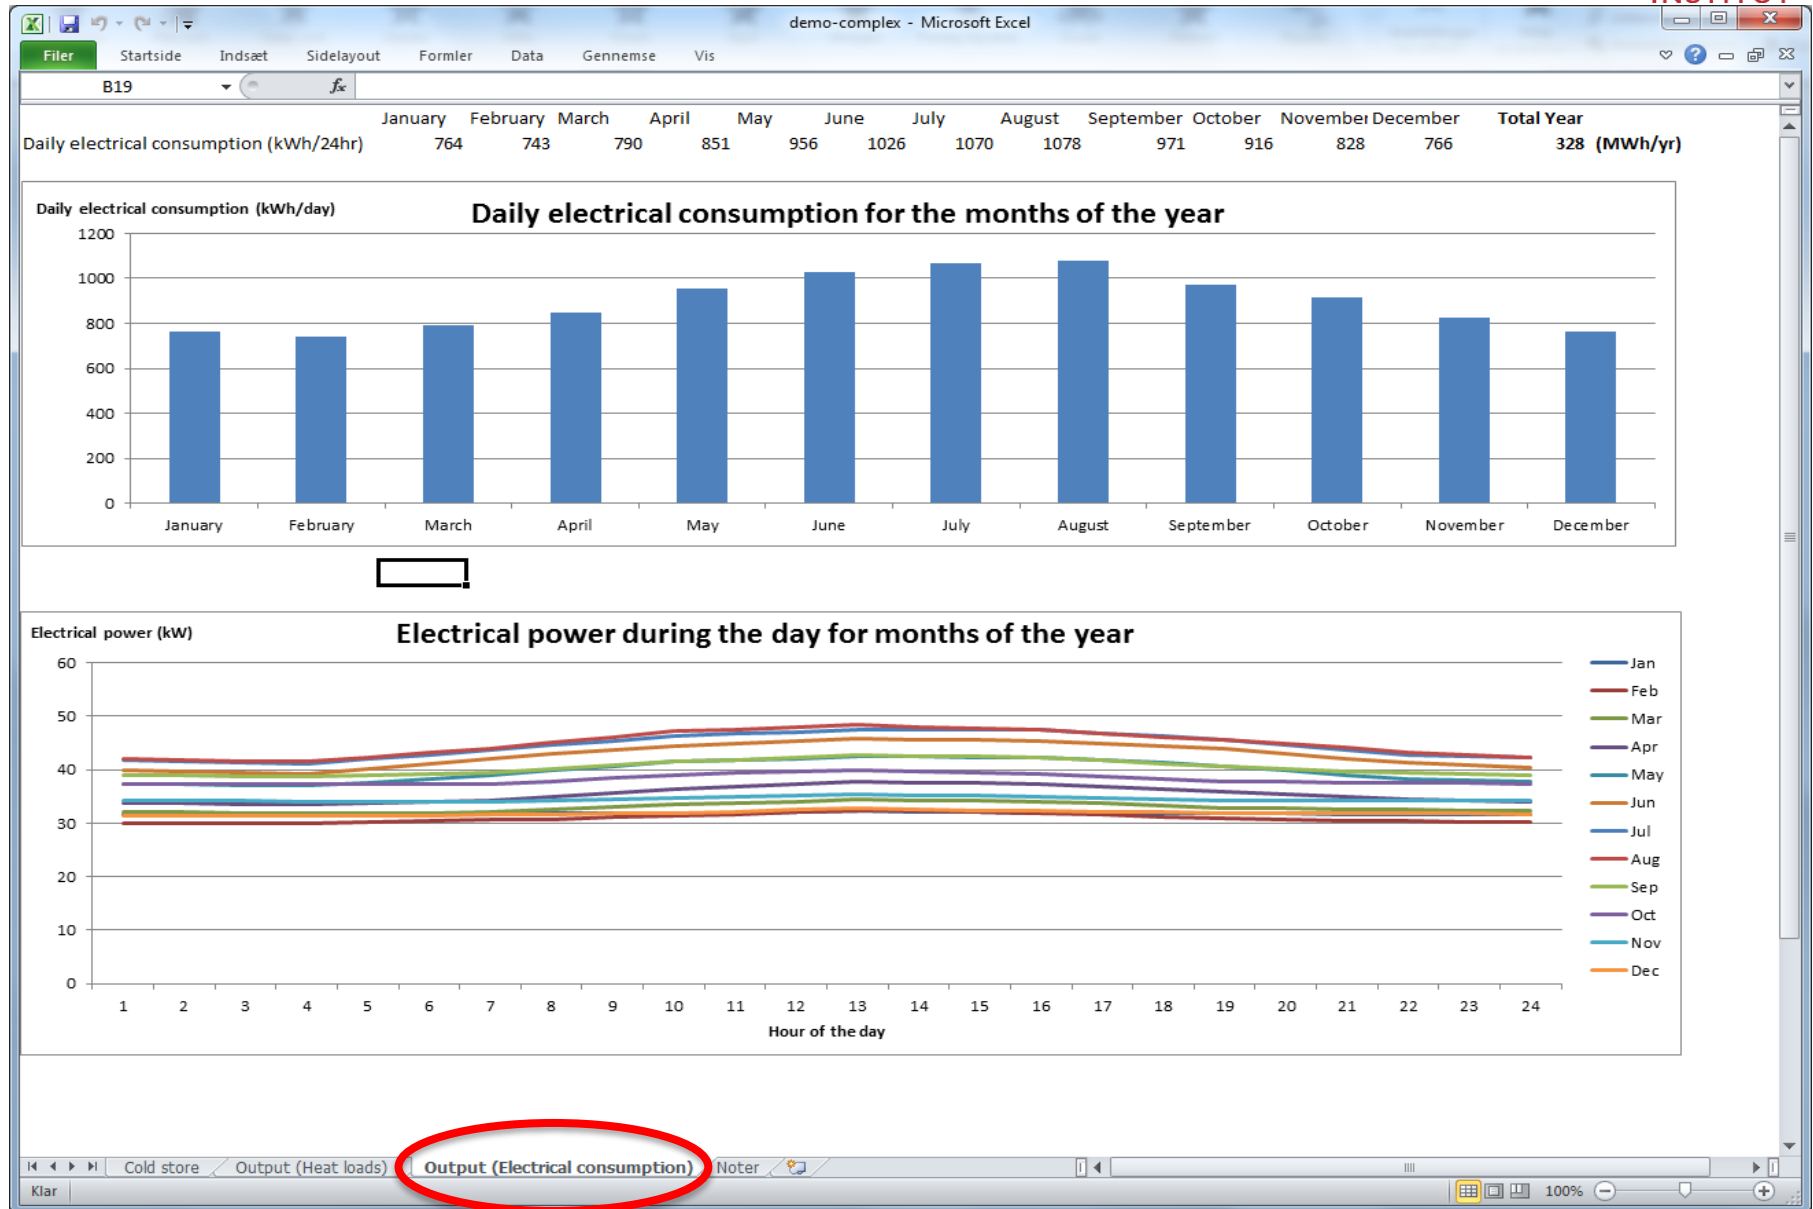 demo-complex - Microsoft Excel
Filer Startside Indsæt Sidelayout Formler Data Gennemse Vis
B19 fx
January February March April May June July August September October November December Total Year
Daily electrical consumption (kWh/24hr) 764 743 790 851 956 1026 1070 1078 971 916 828 766 328 (MWh/yr)
Daily electrical consumption (kWh/day)
Daily electrical consumption for the months of the year
1200
1000
800
600
400
200
0
January February March April May June July August September October November December
Electrical power (kW)
Electrical power during the day for months of the year
60
50
40
30
20
10
0
1 2 3 4 5 6 7 8 9 10 11 12 13 14 15 16 17 18 19 20 21 22 23 24
Hour of the day
Jan
Feb
Mar
Apr
May
Jun
Jul
Aug
Sep
Oct
Nov
Dec
Cold store Output (Heat loads) Output (Electrical consumption) Noter
Klar 100%